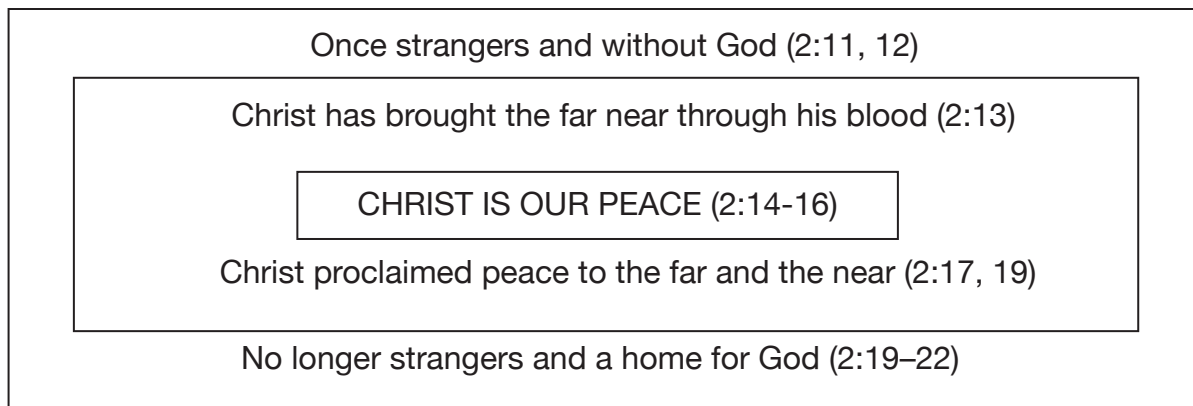 Once strangers and without God (2:11, 12)
Christ has brought the far near through his blood (2:13)
CHRIST IS OUR PEACE (2:14-16)
Christ proclaimed peace to the far and the near (2:17, 19)
No longer strangers and a home for God (2:19–22)